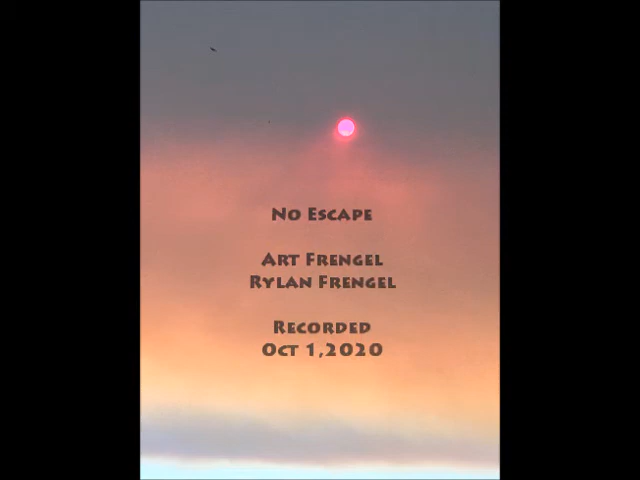 No Escape
Art Frengel
Rylan Frengel
Recorded
Oct 1,2020